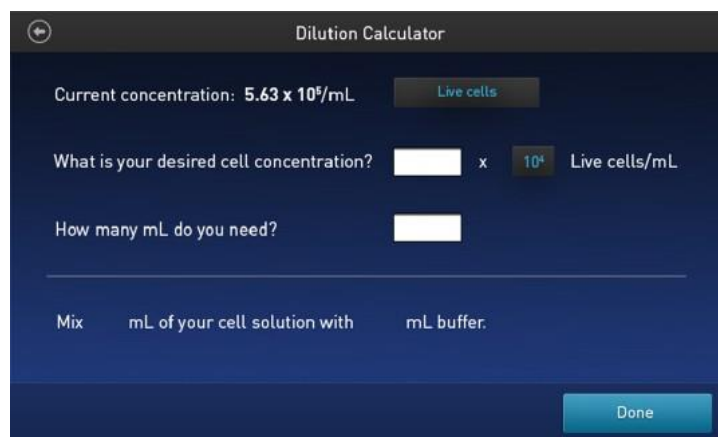 Dilution Calculator
Current concentration: 5.63 x 10⁵/mL Live cells
What is your desired cell concentration? x 10⁴ Live cells/mL
How many mL do you need?
Mix mL of your cell solution with mL buffer.
Done